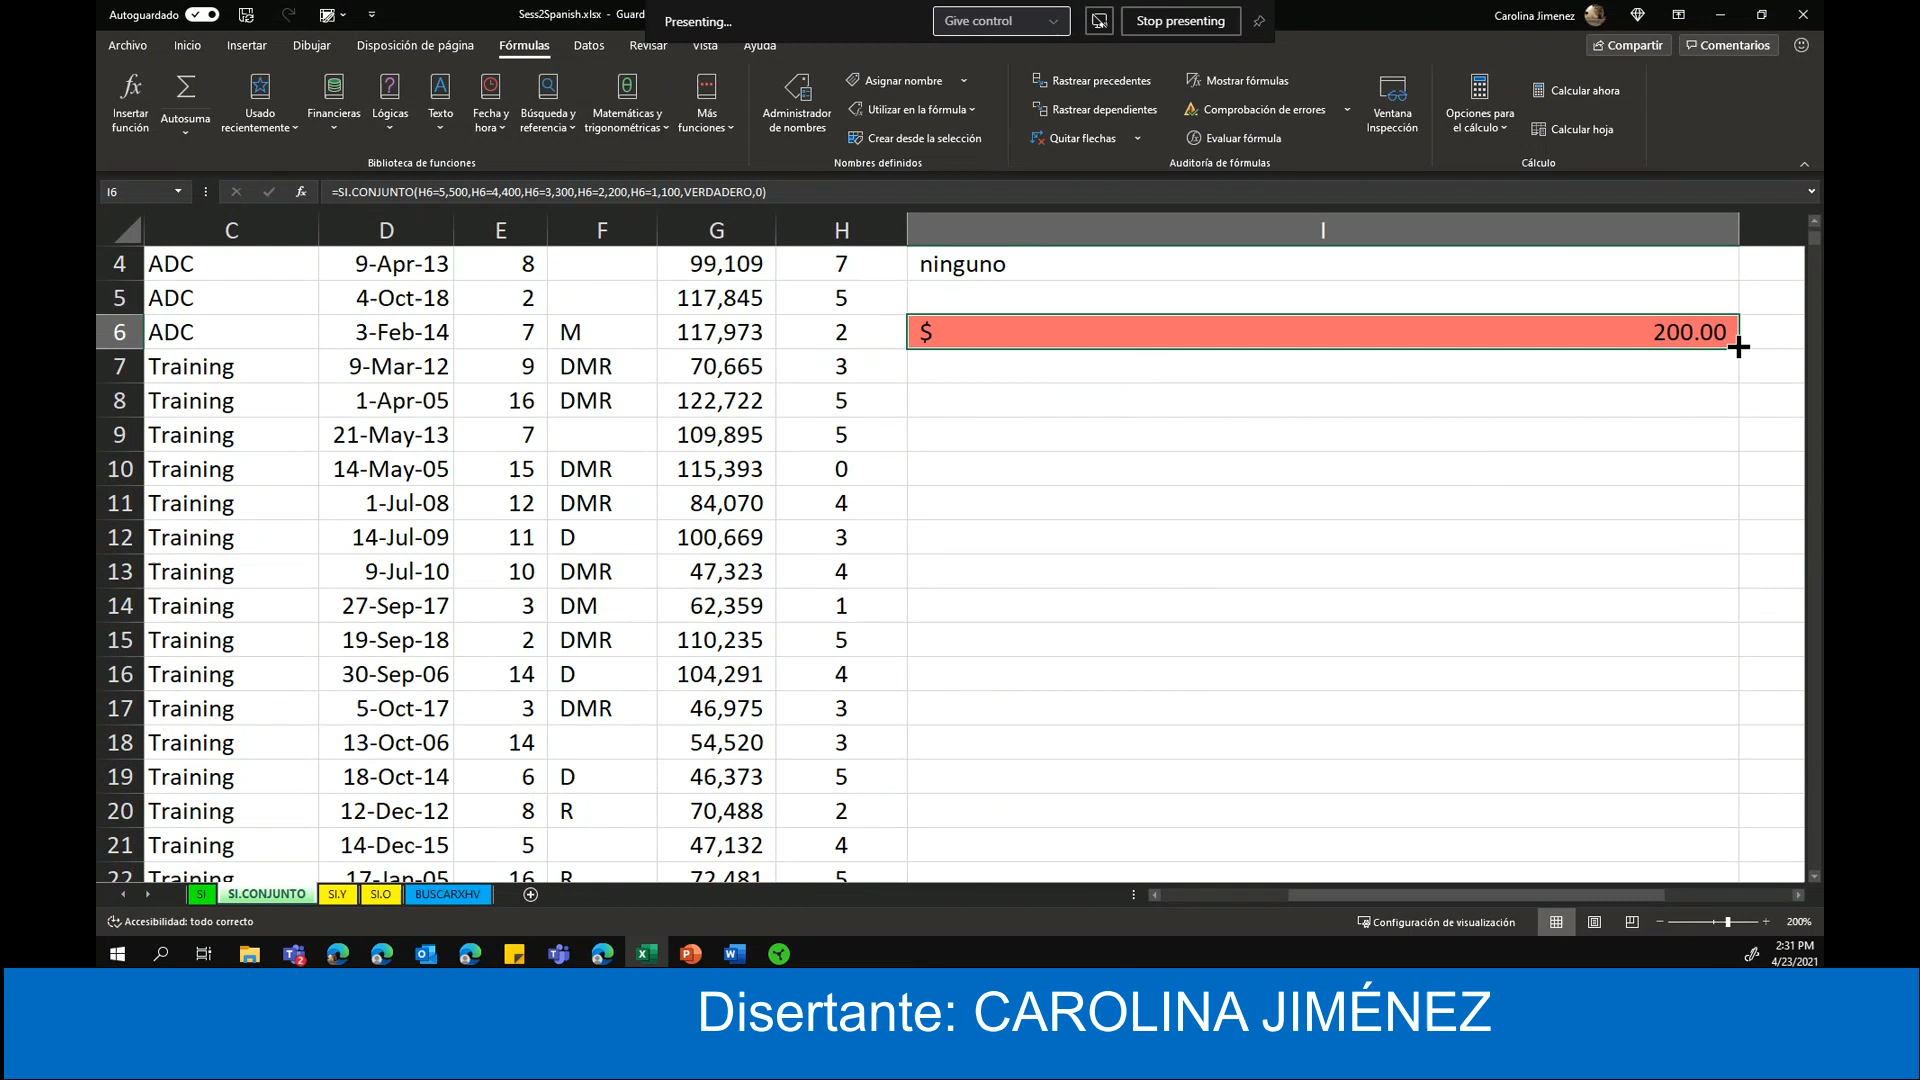 Autoguardado
Sess2Spanish.xlsx - Guard
Presenting...
Give control
Stop presenting
Carolina Jimenez
Archivo Inicio Insertar Dibujar Disposición de página Fórmulas Datos Revisar Vista Ayuda
Compartir Comentarios
Insertar función
Autosuma
Usado recientemente
Financieras
Lógicas
Texto
Fecha y hora
Búsqueda y referencia
Matemáticas y trigonométricas
Más funciones
Biblioteca de funciones
Administrador de nombres
Asignar nombre
Utilizar en la fórmula
Crear desde la selección
Nombres definidos
Rastrear precedentes
Rastrear dependientes
Quitar flechas
Mostrar fórmulas
Comprobación de errores
Evaluar fórmula
Auditoría de fórmulas
Ventana Inspección
Opciones para el cálculo
Calcular ahora
Calcular hoja
Cálculo
I6 fx =SI.CONJUNTO(H6=5,500,H6=4,400,H6=3,300,H6=2,200,H6=1,100,VERDADERO,0)
C D E F G H I
4 ADC 9-Apr-13 8 99,109 7 ninguno
5 ADC 4-Oct-18 2 117,845 5
6 ADC 3-Feb-14 7 M 117,973 2 $ 200.00
7 Training 9-Mar-12 9 DMR 70,665 3
8 Training 1-Apr-05 16 DMR 122,722 5
9 Training 21-May-13 7 109,895 5
10 Training 14-May-05 15 DMR 115,393 0
11 Training 1-Jul-08 12 DMR 84,070 4
12 Training 14-Jul-09 11 D 100,669 3
13 Training 9-Jul-10 10 DMR 47,323 4
14 Training 27-Sep-17 3 DM 62,359 1
15 Training 19-Sep-18 2 DMR 110,235 5
16 Training 30-Sep-06 14 D 104,291 4
17 Training 5-Oct-17 3 DMR 46,975 3
18 Training 13-Oct-06 14 54,520 3
19 Training 18-Oct-14 6 D 46,373 5
20 Training 12-Dec-12 8 R 70,488 2
21 Training 14-Dec-15 5 47,132 4
22 Training 17-Jan-05 16 R 72,481 5
SI SI.CONJUNTO SI.Y SI.O BUSCARXHV
Accesibilidad: todo correcto
Configuración de visualización
200%
2:31 PM
4/23/2021
Disertante: CAROLINA JIMÉNEZ